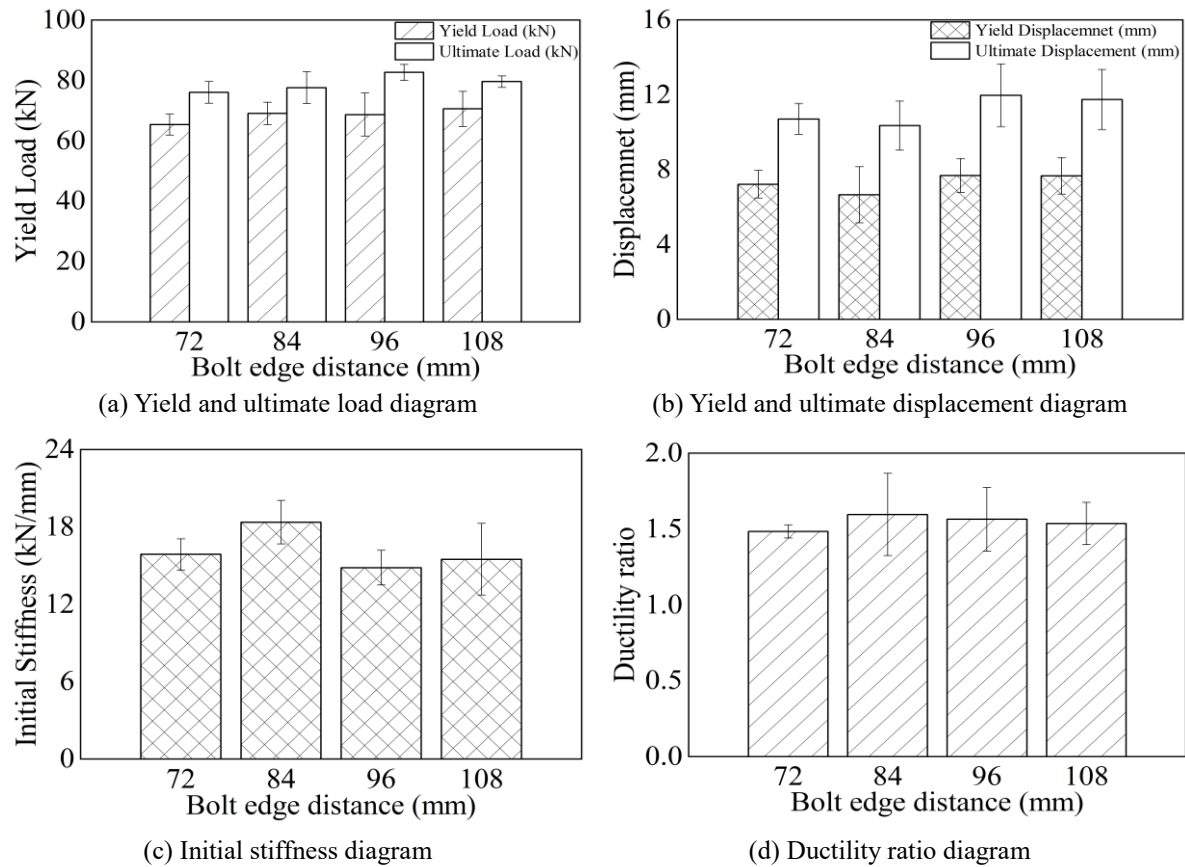 100
80
60
40
20
0
Yield Load (kN)
Yield Load (kN)
Ultimate Load (kN)
72 84 96 108
Bolt edge distance (mm)
(a) Yield and ultimate load diagram
16
12
8
4
0
Displacemnet (mm)
Yield Displacemnet (mm)
Ultimate Displacement (mm)
72 84 96 108
Bolt edge distance (mm)
(b) Yield and ultimate displacement diagram
24
18
12
6
0
Initial Stiffness (kN/mm)
72 84 96 108
Bolt edge distance (mm)
(c) Initial stiffness diagram
2.0
1.5
1.0
0.5
0.0
Ductility ratio
72 84 96 108
Bolt edge distance (mm)
(d) Ductility ratio diagram